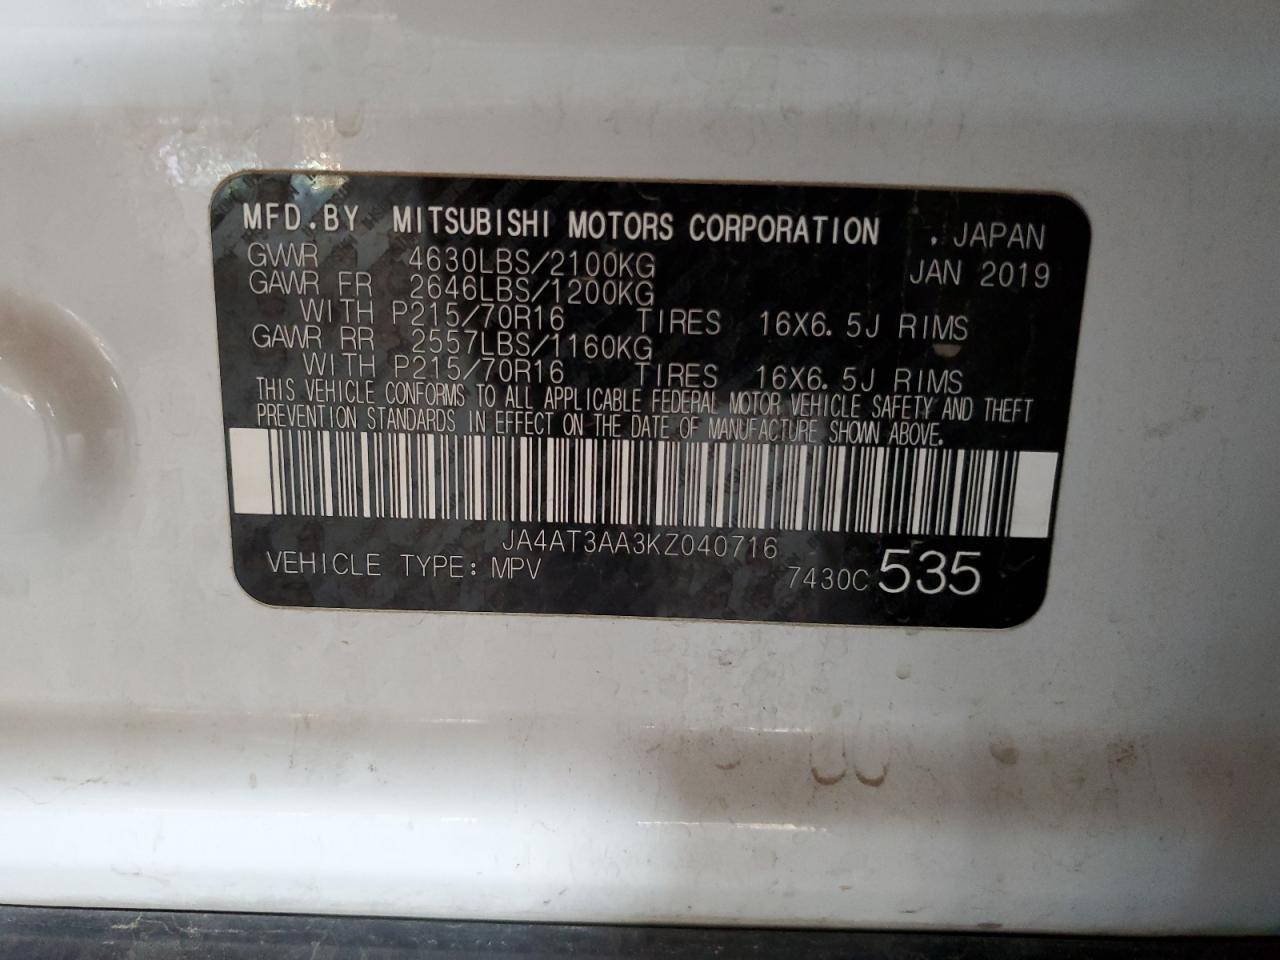 MFD.BY MITSUBISHI MOTORS CORPORATION , JAPAN
GVWR 4630LBS/2100KG JAN 2019
GAWR FR 2646LBS/1200KG
WITH P215/70R16 TIRES 16X6.5J RIMS
GAWR RR 2557LBS/1160KG
WITH P215/70R16 TIRES 16X6.5J RIMS
THIS VEHICLE CONFORMS TO ALL APPLICABLE FEDERAL MOTOR VEHICLE SAFETY AND THEFT
PREVENTION STANDARDS IN EFFECT ON THE DATE OF MANUFACTURE SHOWN ABOVE.
JA4AT3AA3KZ040716
VEHICLE TYPE: MPV 7430C 535